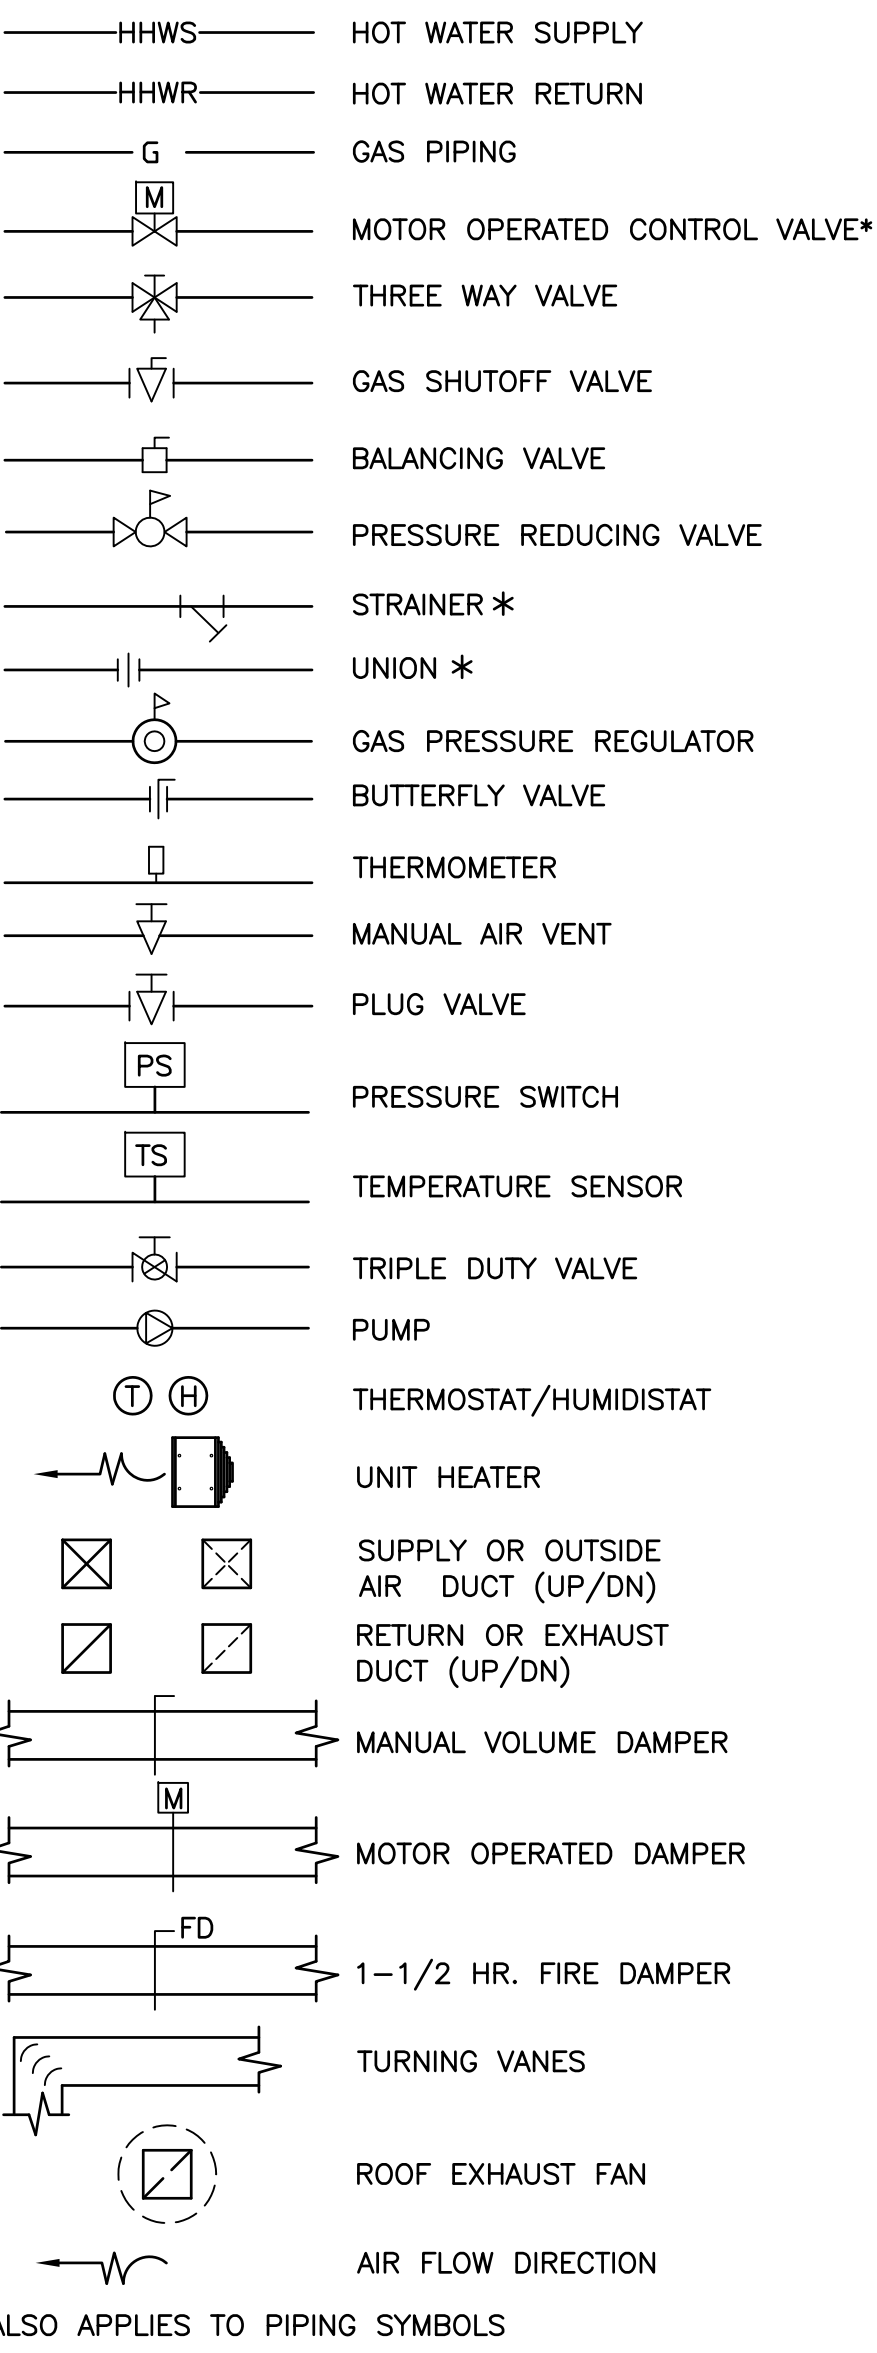 HHWS HOT WATER SUPPLY
HHWR HOT WATER RETURN
G GAS PIPING
M
MOTOR OPERATED CONTROL VALVE*
THREE WAY VALVE
GAS SHUTOFF VALVE
BALANCING VALVE
PRESSURE REDUCING VALVE
STRAINER *
UNION *
GAS PRESSURE REGULATOR
BUTTERFLY VALVE
THERMOMETER
MANUAL AIR VENT
PLUG VALVE
PS
PRESSURE SWITCH
TS
TEMPERATURE SENSOR
TRIPLE DUTY VALVE
PUMP
T H THERMOSTAT/HUMIDISTAT
UNIT HEATER
SUPPLY OR OUTSIDE
AIR DUCT (UP/DN)
RETURN OR EXHAUST
DUCT (UP/DN)
MANUAL VOLUME DAMPER
M
MOTOR OPERATED DAMPER
FD
1-1/2 HR. FIRE DAMPER
TURNING VANES
ROOF EXHAUST FAN
AIR FLOW DIRECTION
ALSO APPLIES TO PIPING SYMBOLS